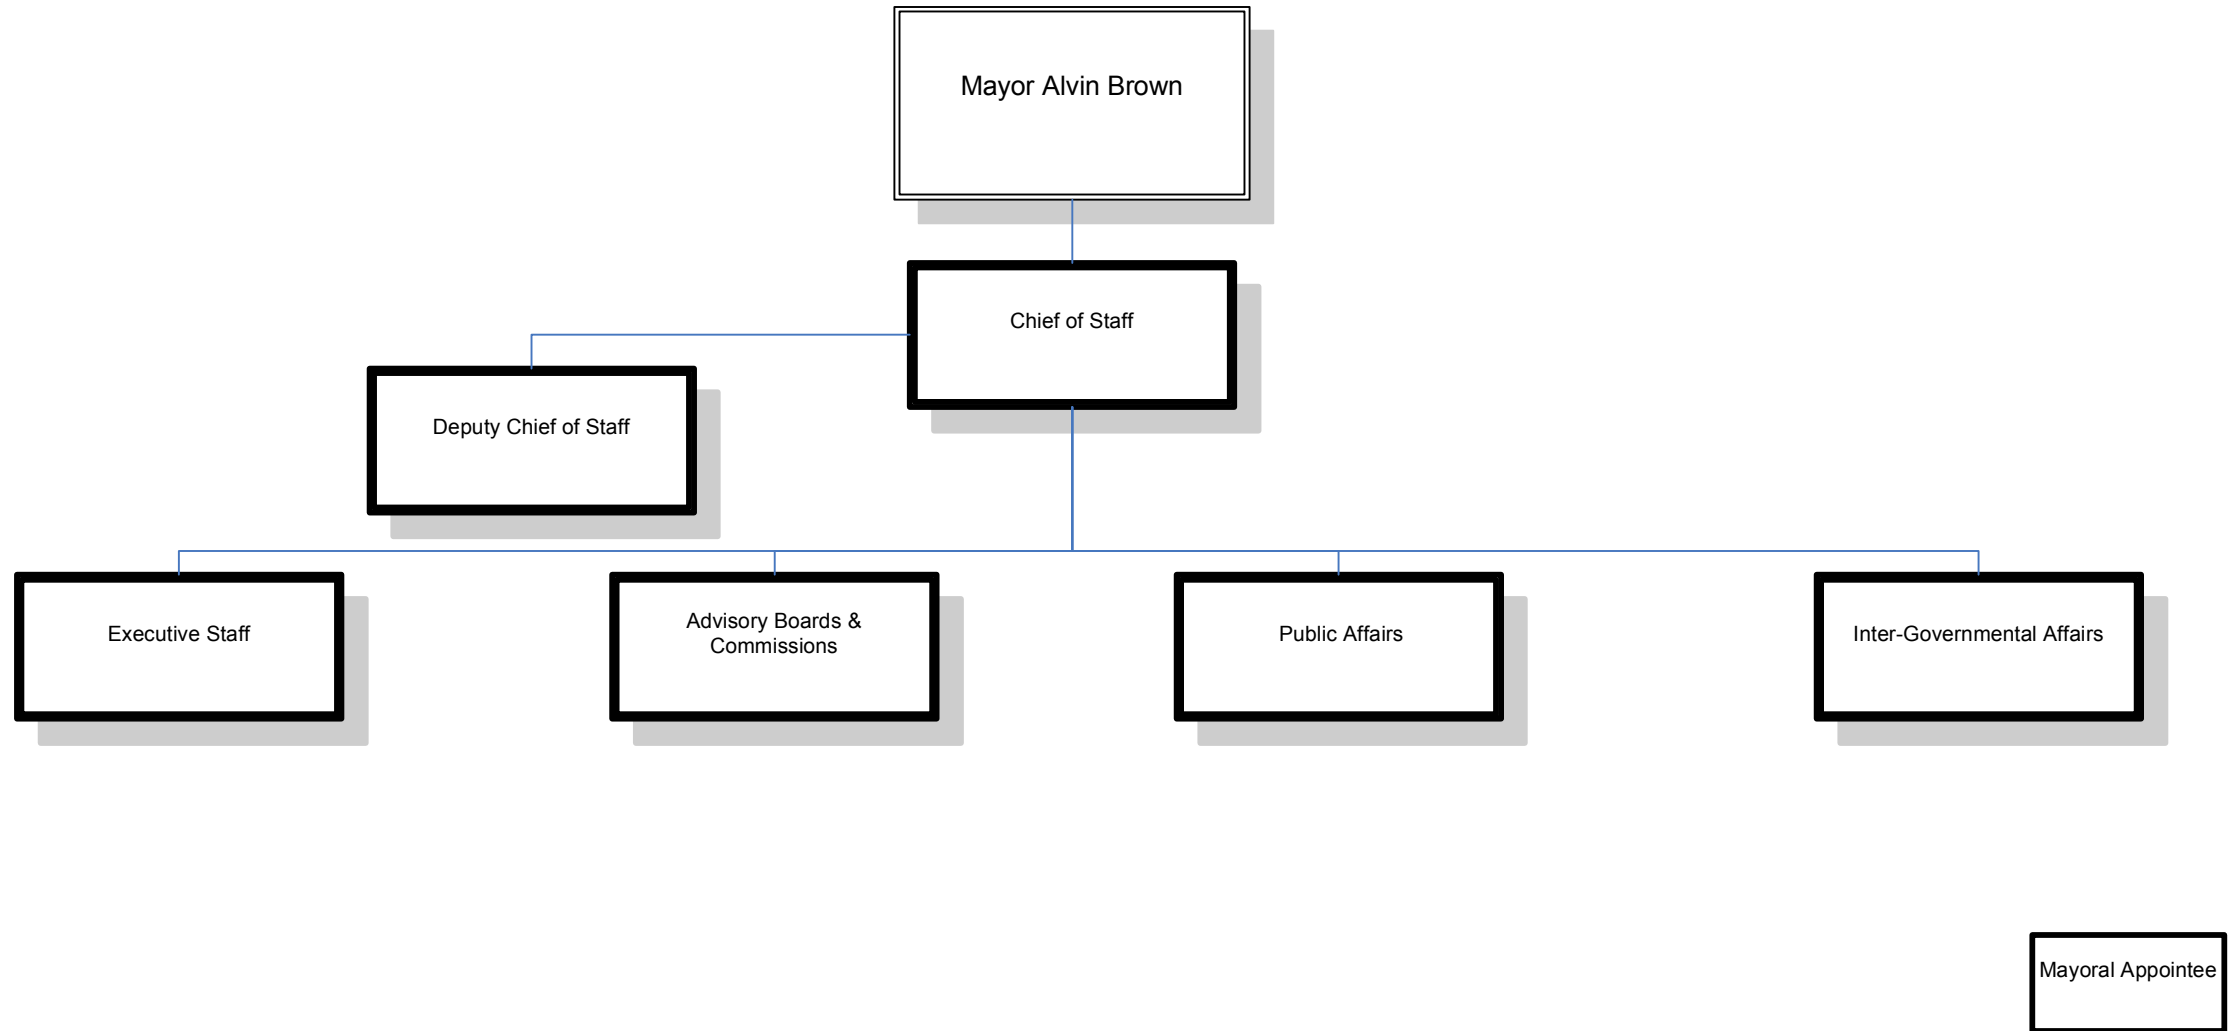 Mayor Alvin Brown
Chief of Staff
Deputy Chief of Staff
Executive Staff
Advisory Boards &
Commissions
Public Affairs
Inter-Governmental Affairs
Mayoral Appointee